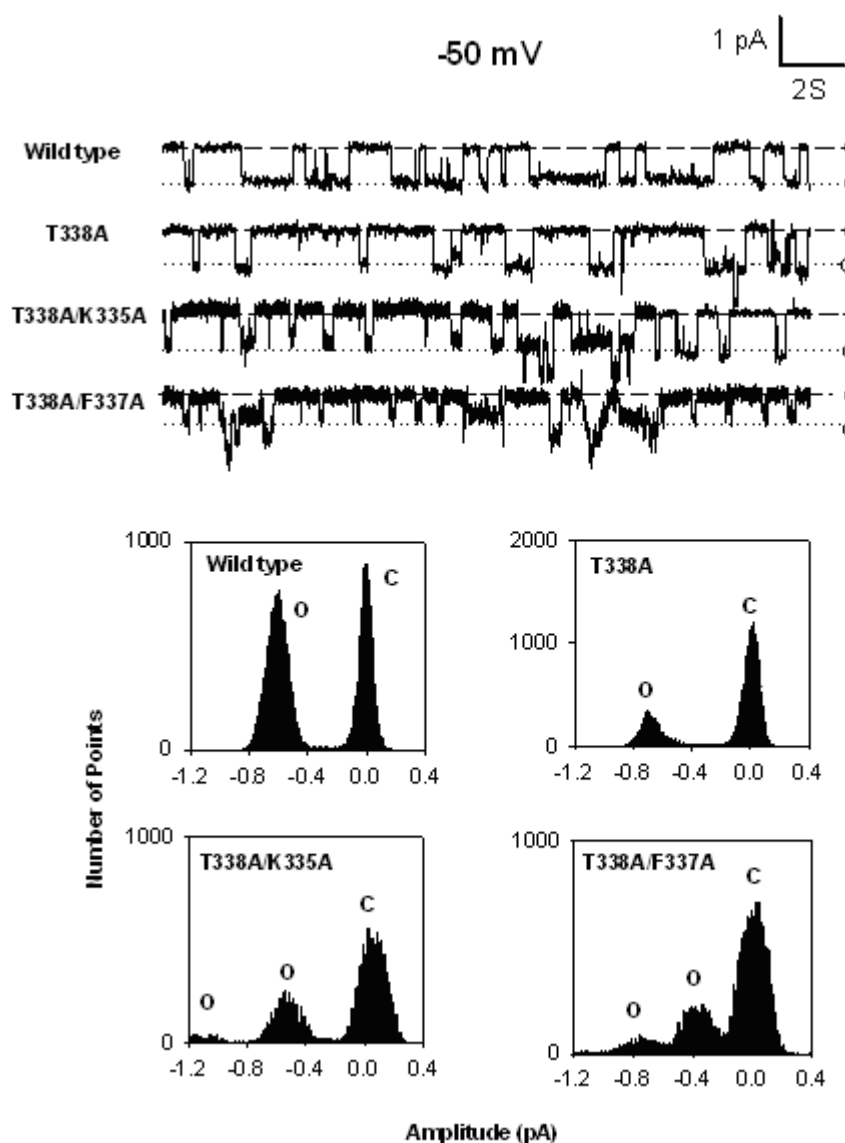 -50 mV
1 pA
2S
Wild type
T338A
T338A/K335A
T338A/F337A
Number of Points
1000
0
Wild type
O
C
-1.2 -0.8 -0.4 0.0 0.4
2000
1000
0
T338A
O
C
-1.2 -0.8 -0.4 0.0 0.4
1000
0
T338A/K335A
O
O
C
-1.2 -0.8 -0.4 0.0 0.4
1000
0
T338A/F337A
O
O
C
-1.2 -0.8 -0.4 0.0 0.4
Amplitude (pA)